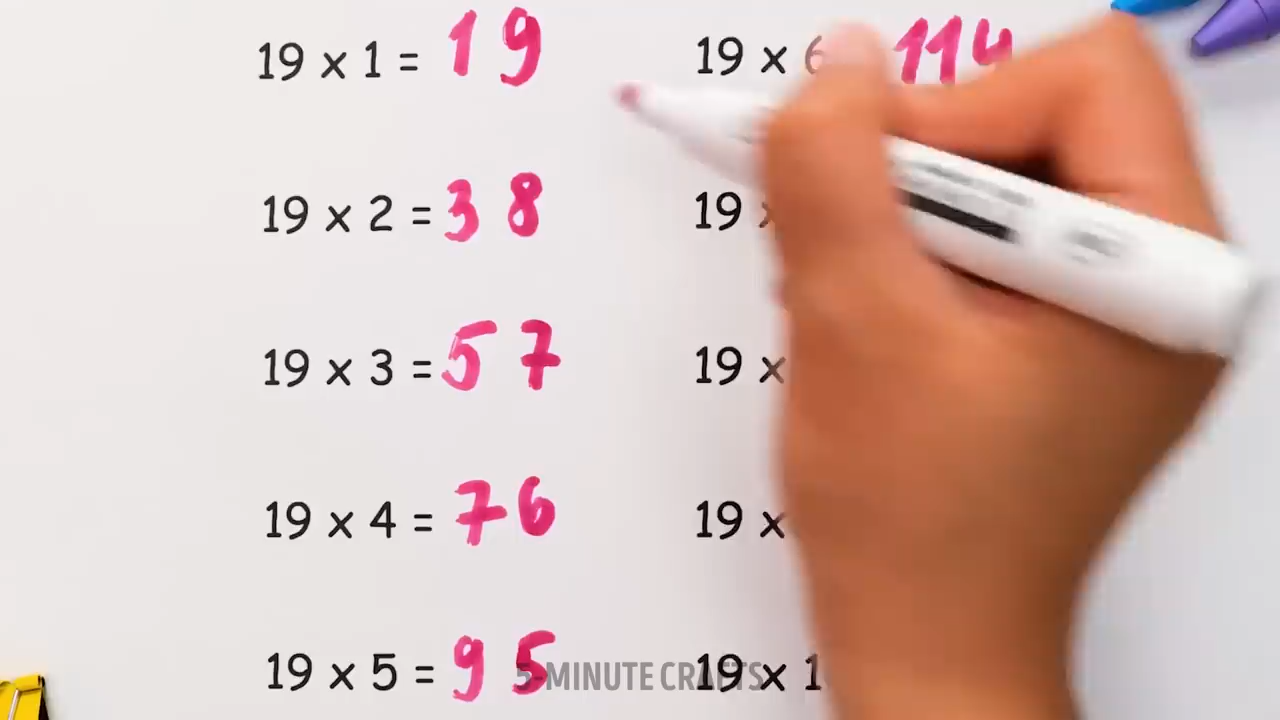 19 x 1 = 19
19 x 2 = 38
19 x 3 = 57
19 x 4 = 76
19 x 5 = 95
19 x 6 114
19 x
19 x
19 x
19 x 1
5-MINUTE CRAFTS